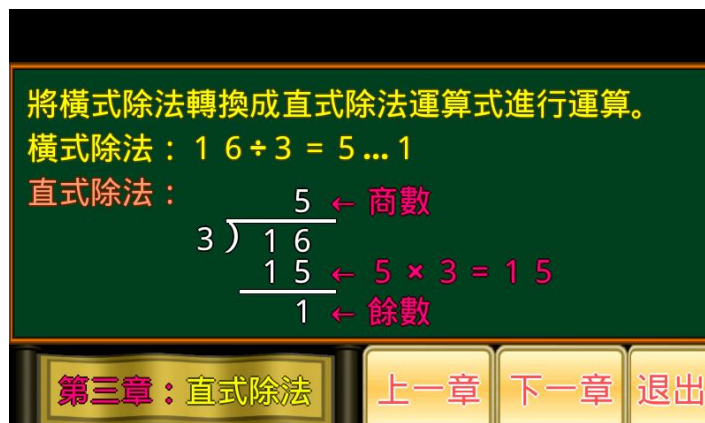 將橫式除法轉換成直式除法運算式進行運算。
橫式除法：16÷3=5…1
直式除法：
5 ← 商數
3)16
15 ← 5×3=15
1 ← 餘數
第三章：直式除法 上一章 下一章 退出